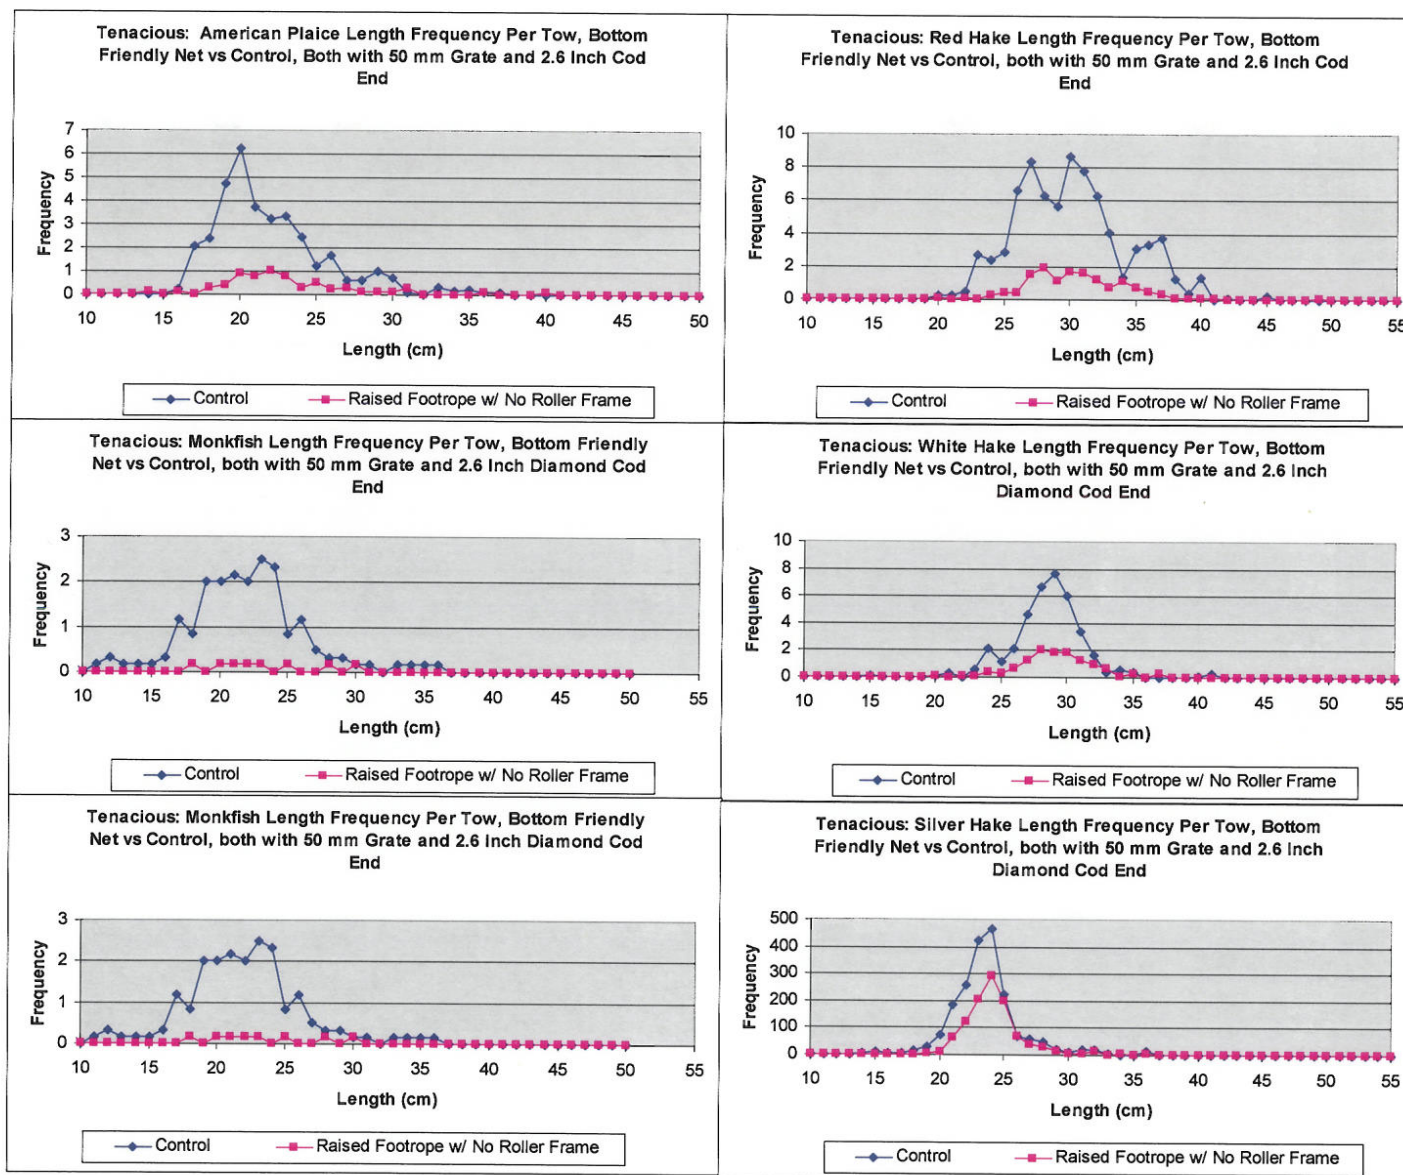 Tenacious: American Plaice Length Frequency Per Tow, Bottom
Friendly Net vs Control, Both with 50 mm Grate and 2.6 Inch Cod
End
7
6
5
4
3
2
1
0
Frequency
10 15 20 25 30 35 40 45 50
Length (cm)
Control Raised Footrope w/ No Roller Frame
Tenacious: Red Hake Length Frequency Per Tow, Bottom
Friendly Net vs Control, both with 50 mm Grate and 2.6 Inch Cod
End
10
8
6
4
2
0
Frequency
10 15 20 25 30 35 40 45 50 55
Length (cm)
Control Raised Footrope w/ No Roller Frame
Tenacious: Monkfish Length Frequency Per Tow, Bottom Friendly
Net vs Control, both with 50 mm Grate and 2.6 Inch Diamond Cod
End
3
2
1
0
Frequency
10 15 20 25 30 35 40 45 50 55
Length (cm)
Control Raised Footrope w/ No Roller Frame
Tenacious: White Hake Length Frequency Per Tow, Bottom
Friendly Net vs Control, both with 50 mm Grate and 2.6 Inch
Diamond Cod End
10
8
6
4
2
0
Frequency
10 15 20 25 30 35 40 45 50 55
Length (cm)
Control Raised Footrope w/ No Roller Frame
Tenacious: Monkfish Length Frequency Per Tow, Bottom Friendly
Net vs Control, both with 50 mm Grate and 2.6 Inch Diamond Cod
End
3
2
1
0
Frequency
10 15 20 25 30 35 40 45 50 55
Length (cm)
Control Raised Footrope w/ No Roller Frame
Tenacious: Silver Hake Length Frequency Per Tow, Bottom
Friendly Net vs Control, both with 50 mm Grate and 2.6 Inch
Diamond Cod End
500
400
300
200
100
0
Frequency
10 15 20 25 30 35 40 45 50 55
Length (cm)
Control Raised Footrope w/ No Roller Frame